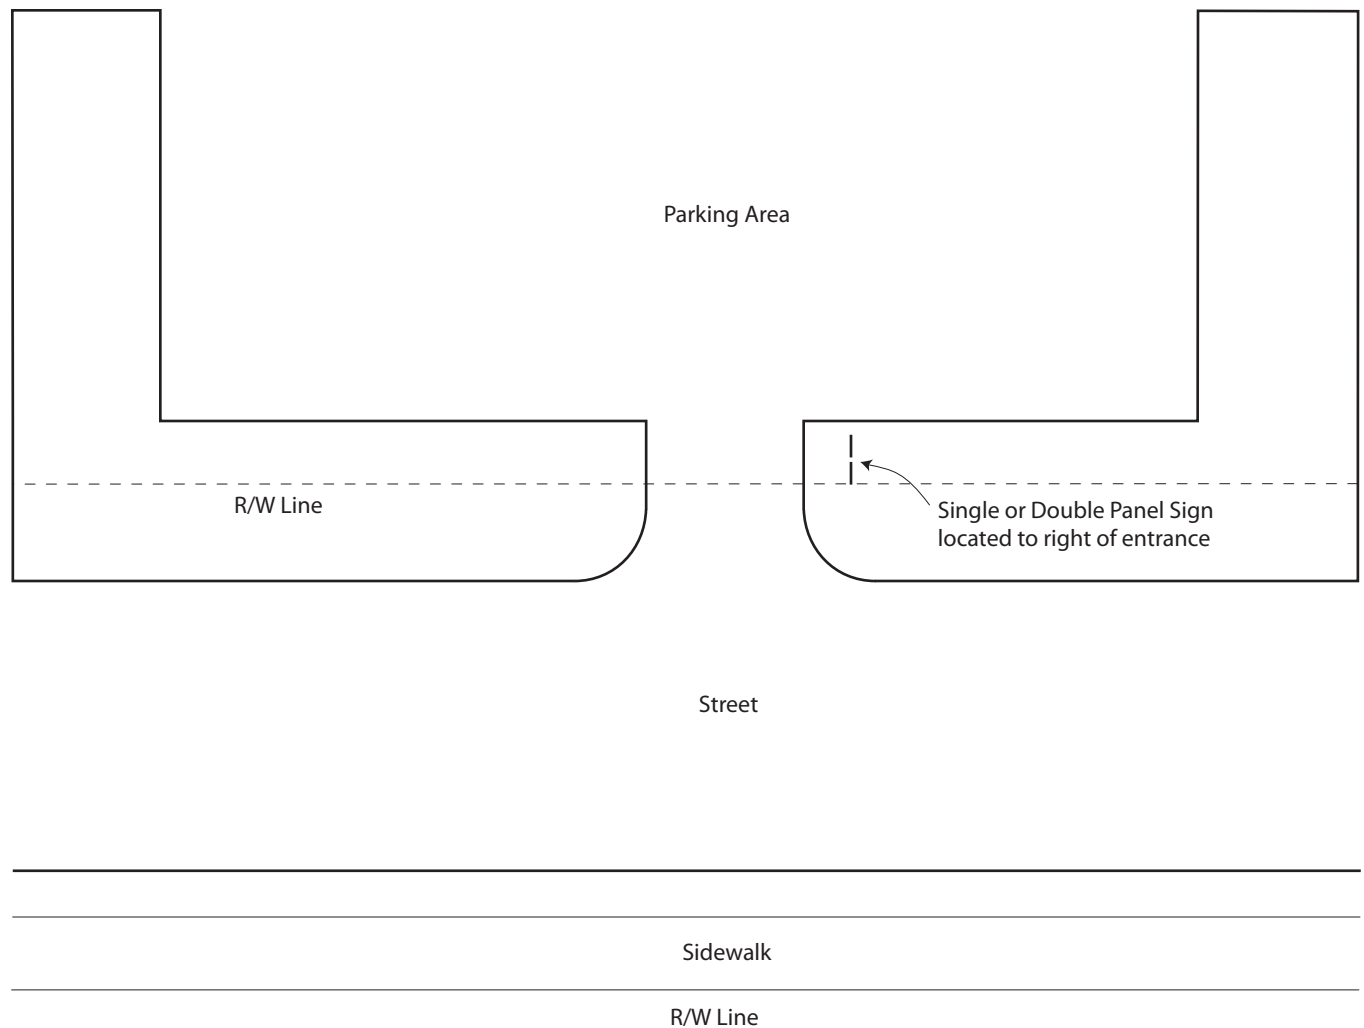 Parking Area
R/W Line
Single or Double Panel Sign
located to right of entrance
Street
Sidewalk
R/W Line